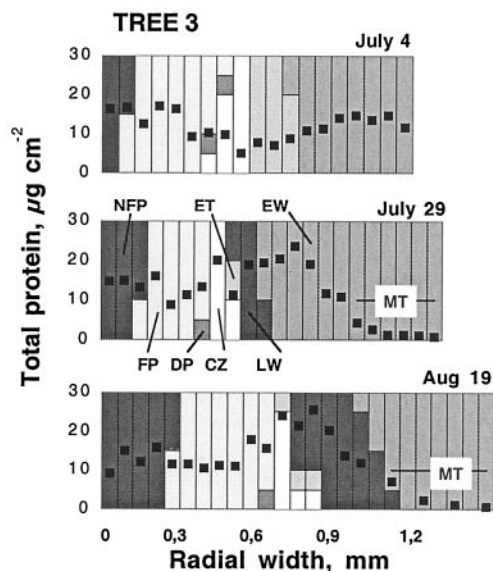 TREE 3
July 4
30
20
10
0
Total protein, µg cm-2
NFP ET EW July 29
30
20
10
0
MT
FP DP CZ LW
Aug 19
30
20
10
0
MT
0 0,3 0,6 0,9 1,2
Radial width, mm